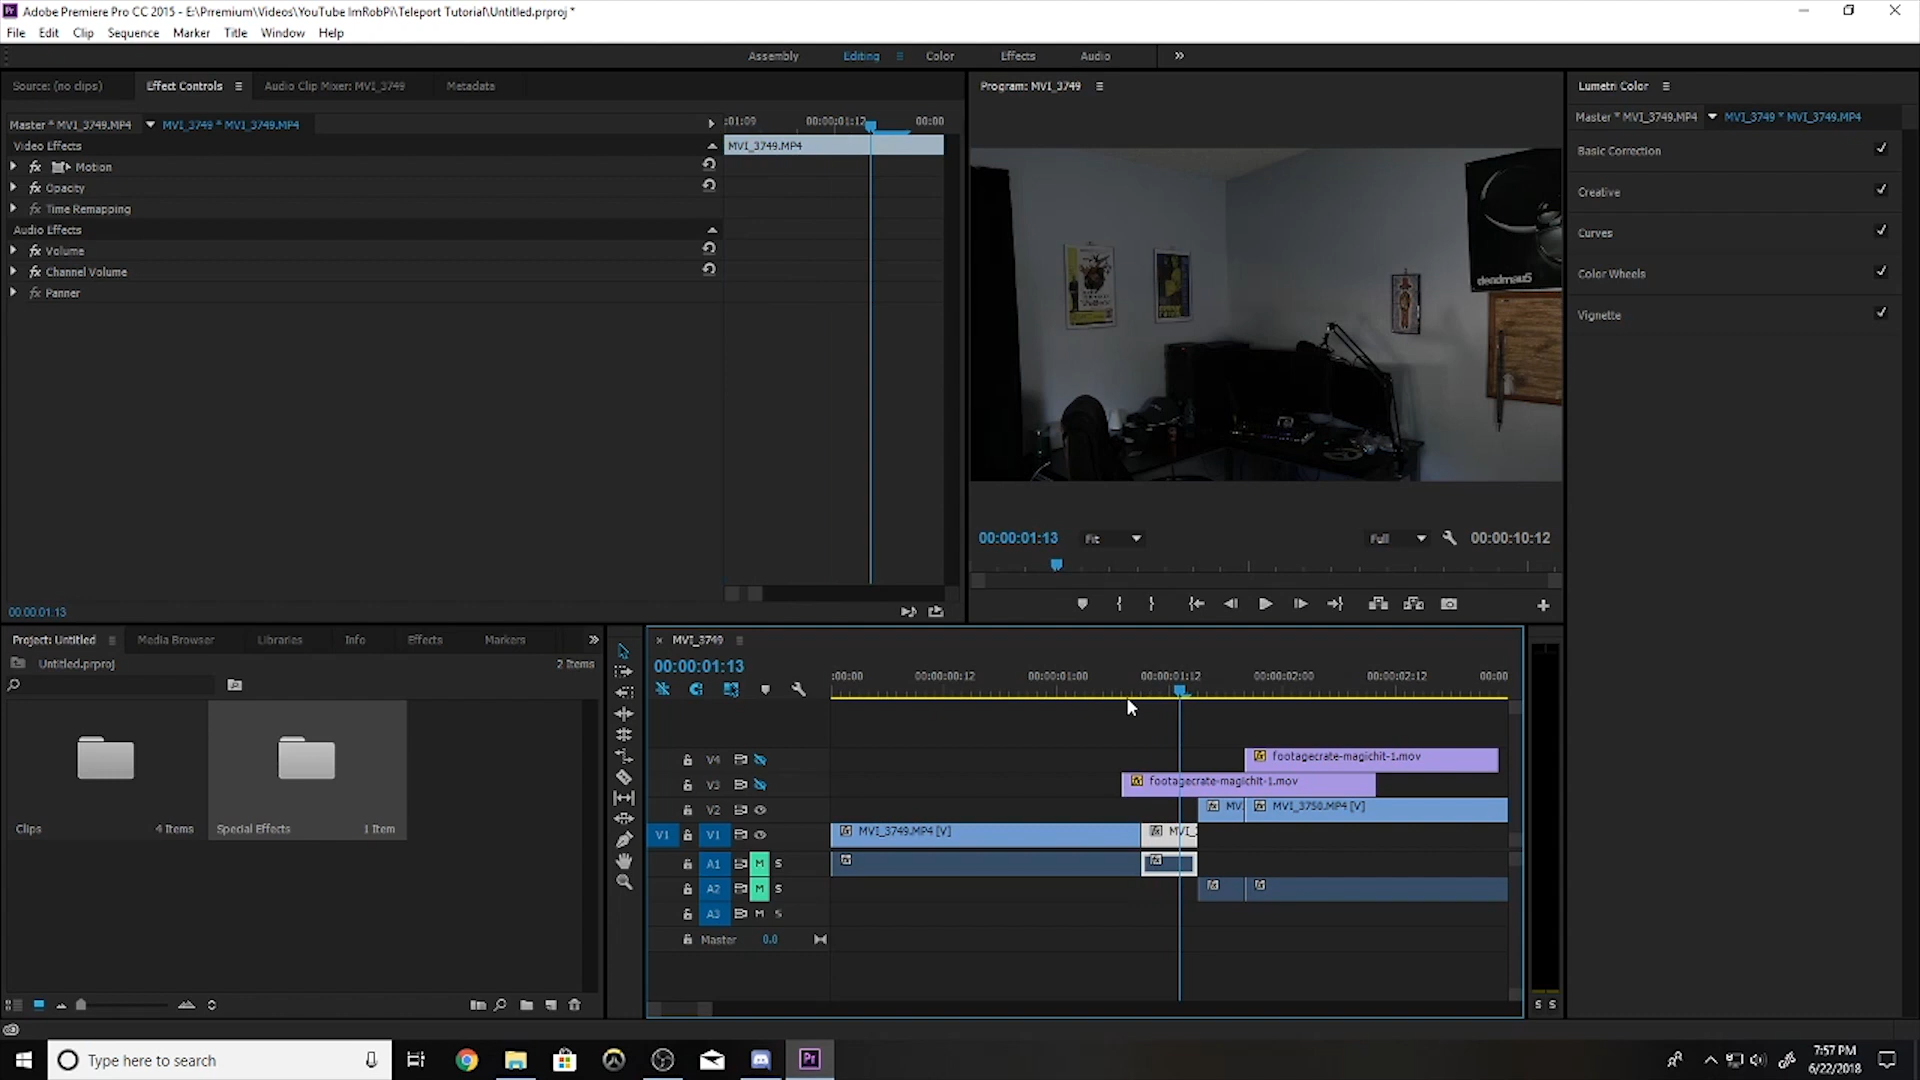 Adobe Premiere Pro CC 2015 - E:\Prremium\Videos\YouTube ImRobPi\Teleport Tutorial\Untitled.prproj *
File Edit Clip Sequence Marker Title Window Help
Assembly Editing Color Effects Audio
Source: (no clips) Effect Controls Audio Clip Mixer: MVI_3749 Metadata
Program: MVI_3749
Lumetri Color
Master * MVI_3749.MP4 MVI_3749 * MVI_3749.MP4
:01:09 00:00:01:12 00:00
Master * MVI_3749.MP4 MVI_3749 * MVI_3749.MP4
Video Effects
MVI_3749.MP4
fx Motion
fx Opacity
fx Time Remapping
Audio Effects
fx Volume
fx Channel Volume
fx Panner
Basic Correction
Creative
Curves
Color Wheels
Vignette
deadmau5
00:00:01:13 Fit Full 00:00:10:12
00:00:01:13
Project: Untitled Media Browser Libraries Info Effects Markers
Untitled.prproj 2 Items
Clips 4 Items
Special Effects 1 Item
MVI_3749
00:00:01:13
:00:00 00:00:00:12 00:00:01:00 00:00:01:12 00:00:02:00 00:00:02:12 00:00
V4 footagecrate-magichit-1.mov
V3 footagecrate-magichit-1.mov
V2 MV MVI_3750.MP4 [V]
V1 V1 MVI_3749.MP4 [V] MVI_
A1 M S
A2 M S
A3 M S
Master 0.0
S S
Type here to search
Pr
7:57 PM
6/22/2018